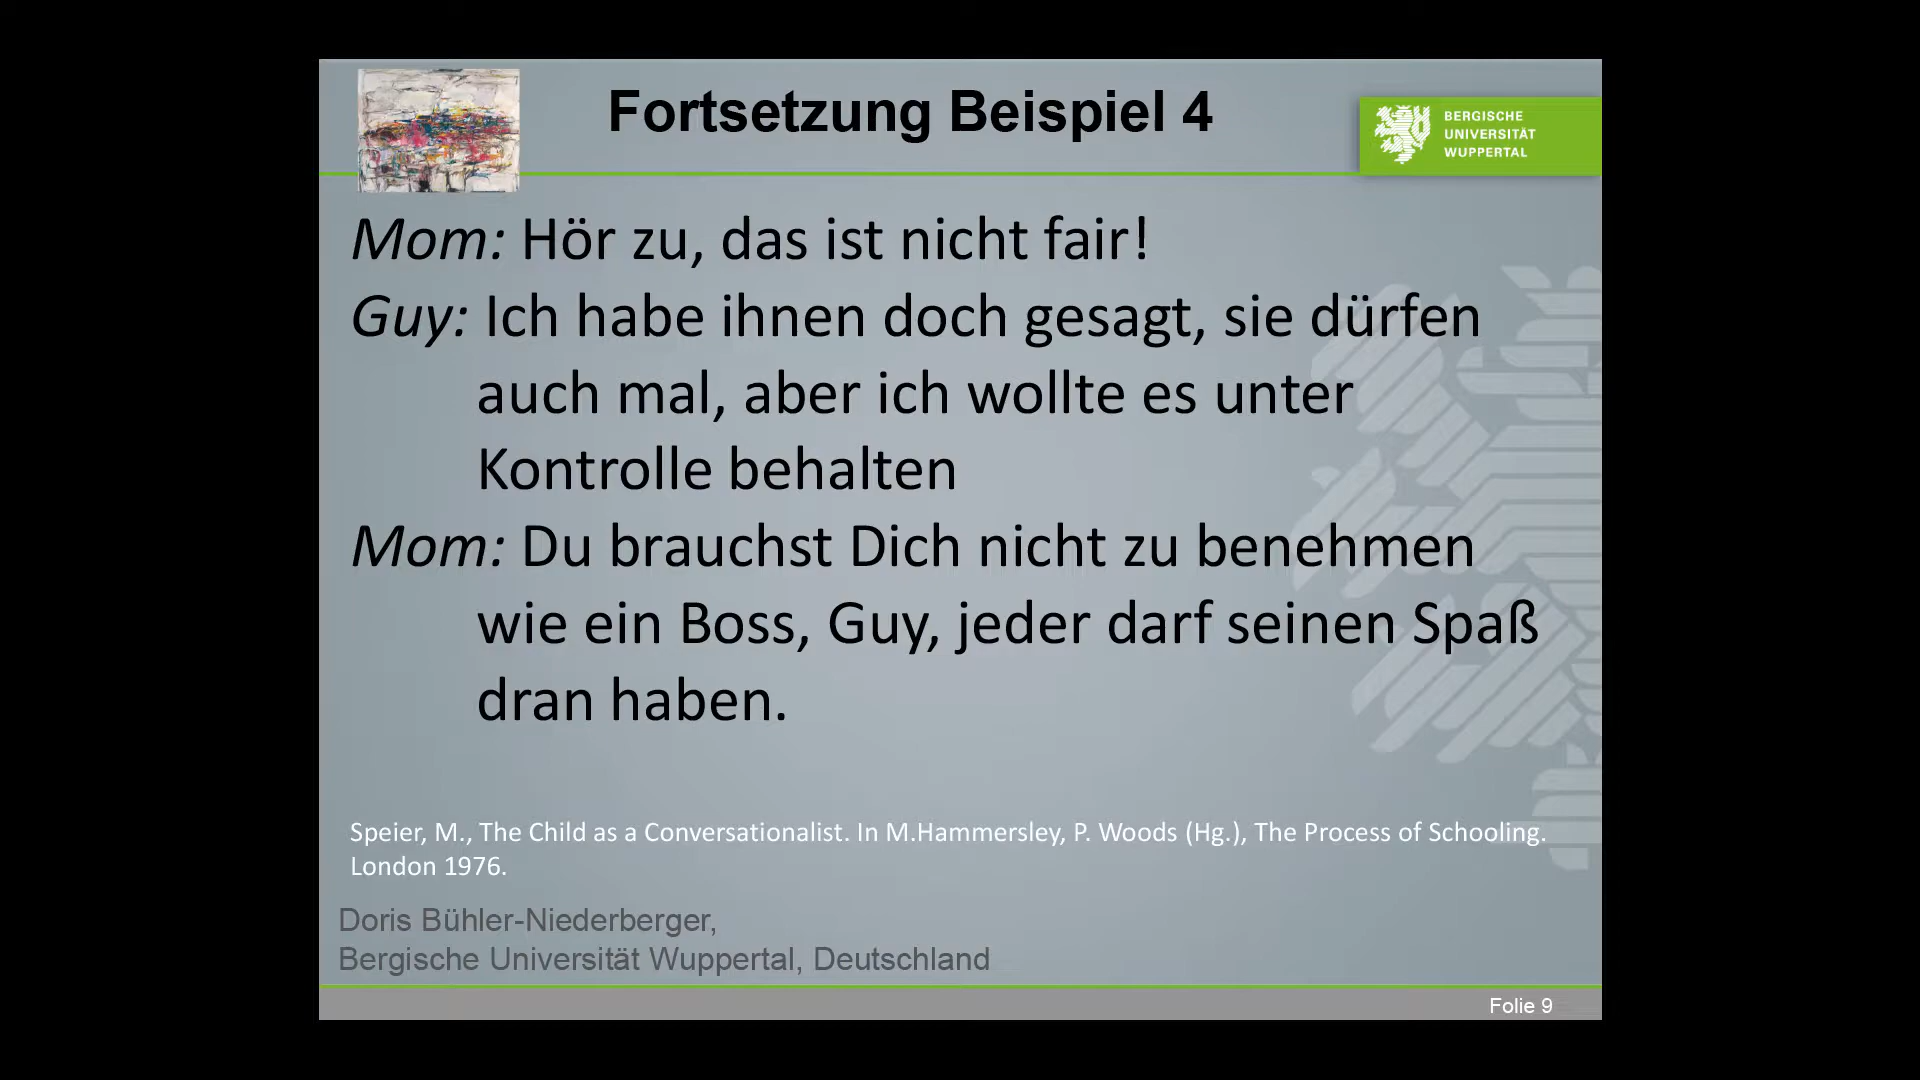 Fortsetzung Beispiel 4
BERGISCHE
UNIVERSITÄT
WUPPERTAL
Mom: Hör zu, das ist nicht fair!
Guy: Ich habe ihnen doch gesagt, sie dürfen
auch mal, aber ich wollte es unter
Kontrolle behalten
Mom: Du brauchst Dich nicht zu benehmen
wie ein Boss, Guy, jeder darf seinen Spaß
dran haben.
Speier, M., The Child as a Conversationalist. In M.Hammersley, P. Woods (Hg.), The Process of Schooling.
London 1976.
Doris Bühler-Niederberger,
Bergische Universität Wuppertal, Deutschland
Folie 9